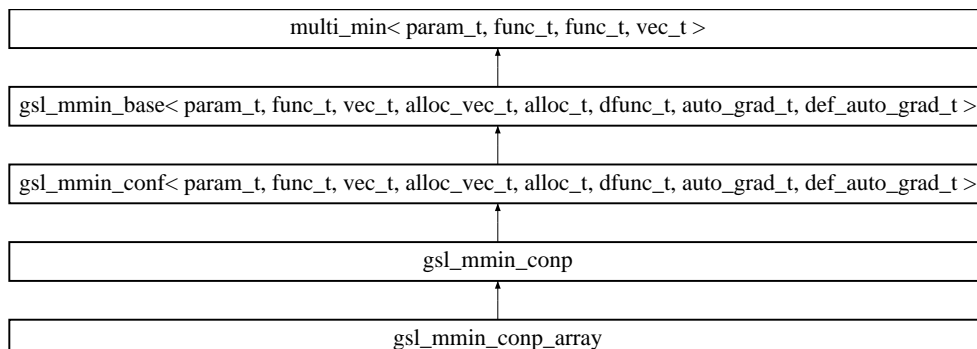 multi_min< param_t, func_t, func_t, vec_t >
gsl_mmin_base< param_t, func_t, vec_t, alloc_vec_t, alloc_t, dfunc_t, auto_grad_t, def_auto_grad_t >
gsl_mmin_conf< param_t, func_t, vec_t, alloc_vec_t, alloc_t, dfunc_t, auto_grad_t, def_auto_grad_t >
gsl_mmin_conp
gsl_mmin_conp_array